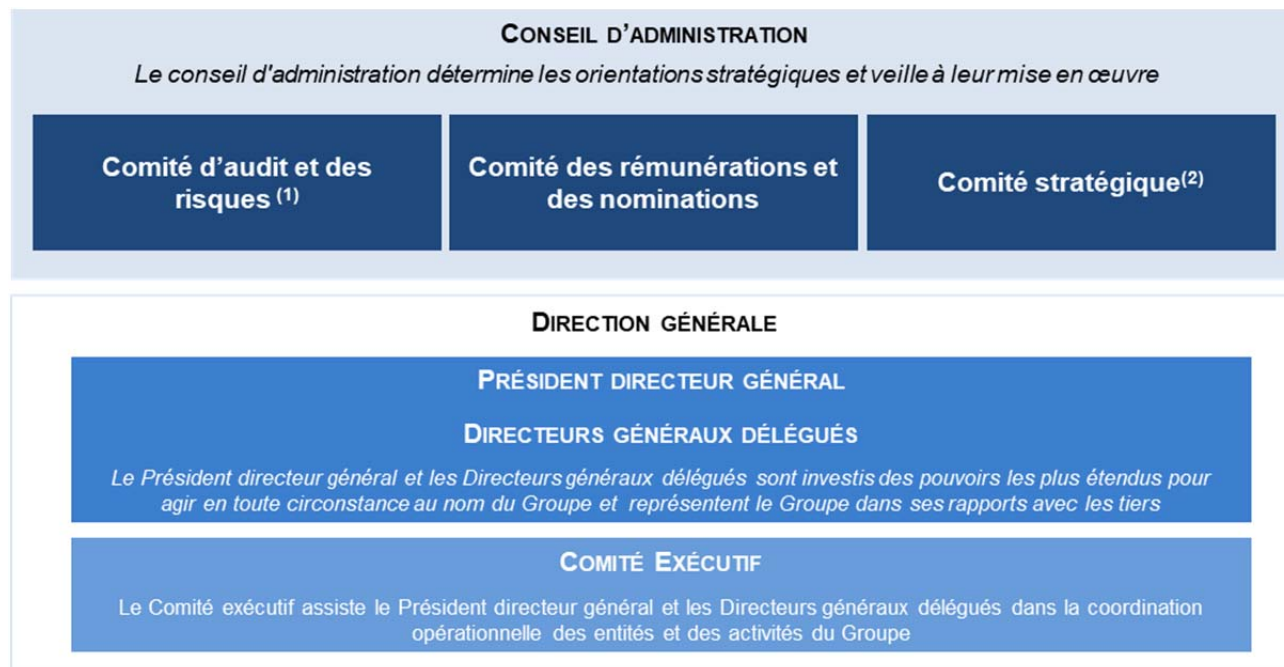 CONSEIL D’ADMINISTRATION
Le conseil d'administration détermine les orientations stratégiques et veille à leur mise en œuvre
Comité d’audit et des
risques (1)
Comité des rémunérations et
des nominations
Comité stratégique(2)
DIRECTION GÉNÉRALE
PRÉSIDENT DIRECTEUR GÉNÉRAL
DIRECTEURS GÉNÉRAUX DÉLÉGUÉS
Le Président directeur général et les Directeurs généraux délégués sont investis des pouvoirs les plus étendus pour
agir en toute circonstance au nom du Groupe et représentent le Groupe dans ses rapports avec les tiers
COMITÉ EXÉCUTIF
Le Comité exécutif assiste le Président directeur général et les Directeurs généraux délégués dans la coordination
opérationnelle des entités et des activités du Groupe